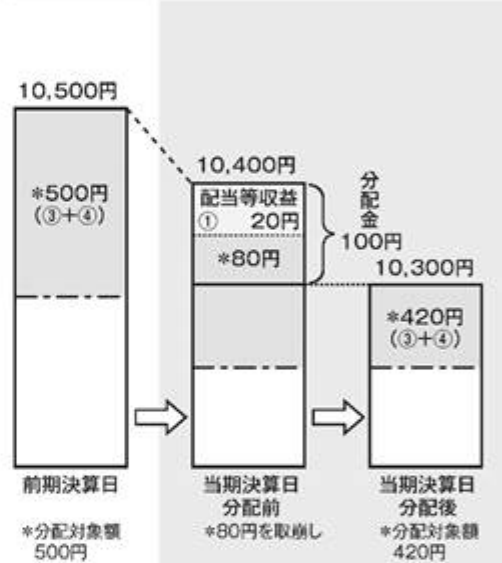 10,500円
*500円
(③+④)
10,400円
配当等収益
① 20円
*80円
分配金
100円
10,300円
*420円
(③+④)
前期決算日
*分配対象額
500円
当期決算日
分配前
*80円を取崩し
当期決算日
分配後
*分配対象額
420円